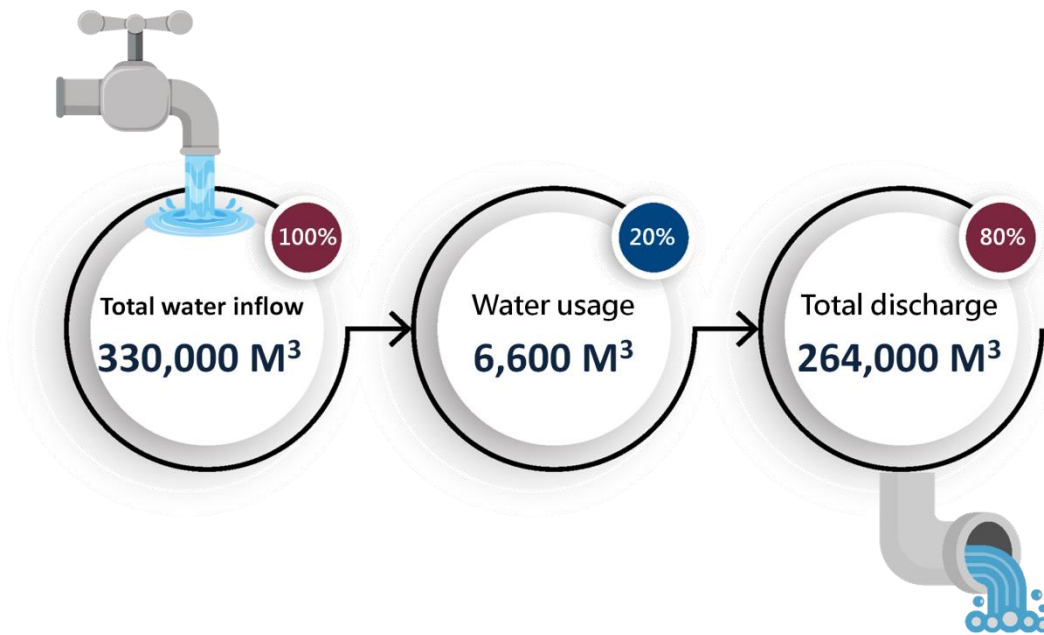 100%
Total water inflow
330,000 M³
20%
Water usage
6,600 M³
80%
Total discharge
264,000 M³